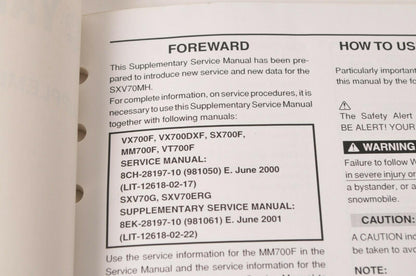 FOREWARD
This Supplementary Service Manual has been pre-
pared to introduce new service and new data for the
SXV70MH.
For complete information, on service procedures, it is
necessary to use this Supplementary Service Manual
together with following manuals:
VX700F, VX700DXF, SX700F,
MM700F, VT700F
SERVICE MANUAL:
8CH-28197-10 (981050) E. June 2000
(LIT-12618-02-17)
SXV70G, SXV70ERG
SUPPLEMENTARY SERVICE MANUAL:
8EK-28197-10 (981061) E. June 2001
(LIT-12618-02-22)
Use the service information for the MM700F in the
Service Manual and the service information for the
HOW TO US
Particularly important
this manual by the fo
The Safety Alert
BE ALERT! YOUR
WARNING
Failure to follow W
in severe injury or
a bystander, or a
snowmobile.
CAUTION:
A CAUTION ind
be taken to avo
NOTE: